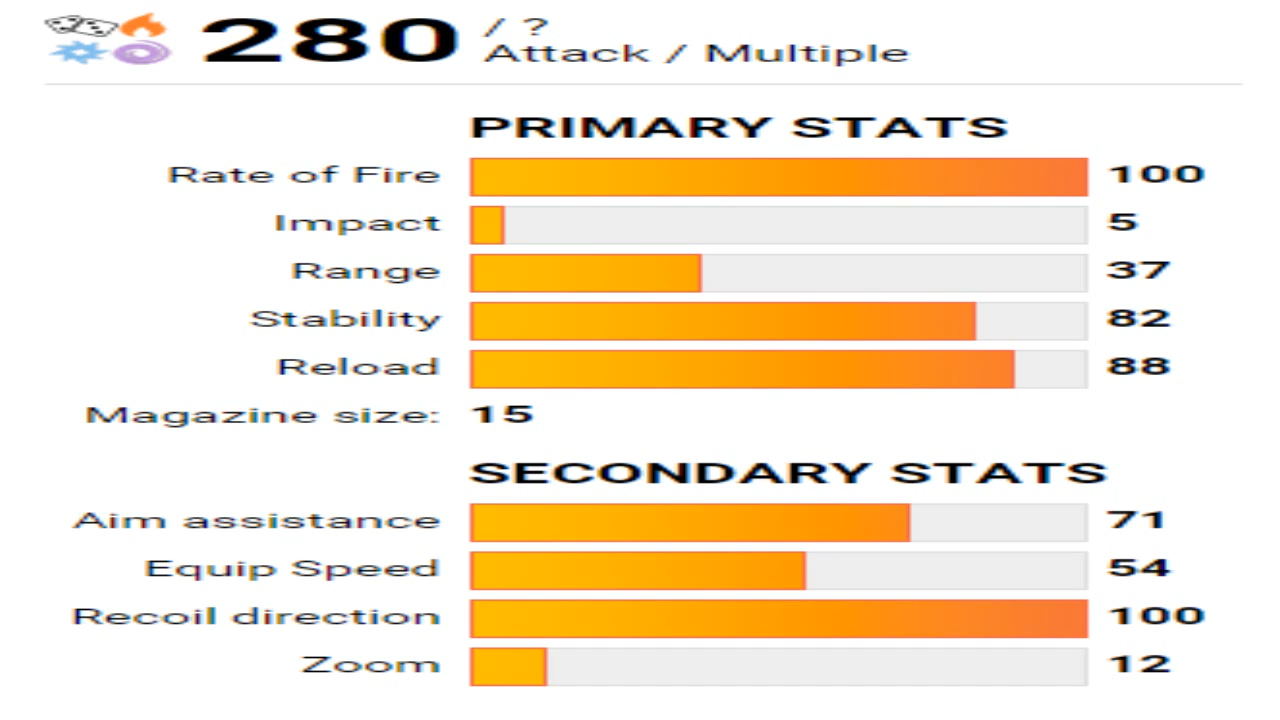 280 / ?
Attack / Multiple
PRIMARY STATS
Rate of Fire 100
Impact 5
Range 37
Stability 82
Reload 88
Magazine size: 15
SECONDARY STATS
Aim assistance 71
Equip Speed 54
Recoil direction 100
Zoom 12